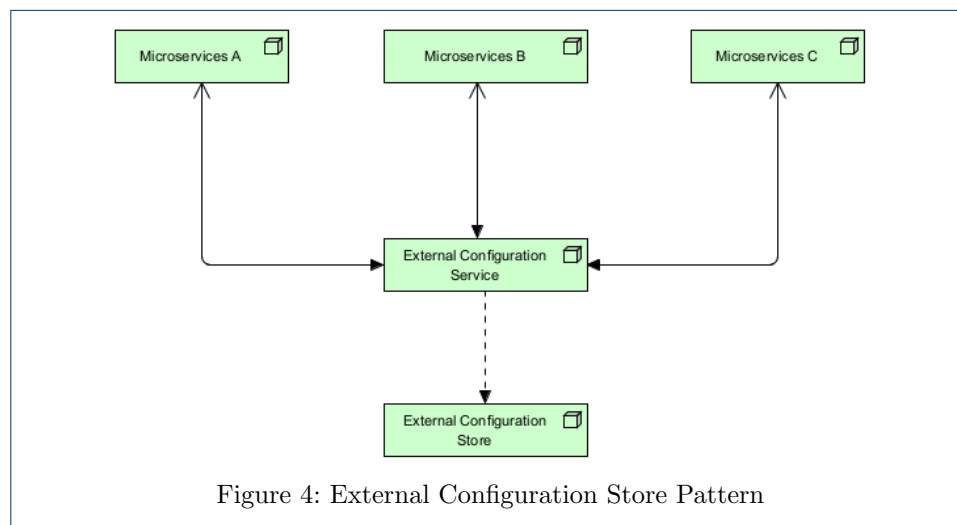 Microservices A
Microservices B
Microservices C
External Configuration
Service
External Configuration
Store
Figure 4: External Configuration Store Pattern